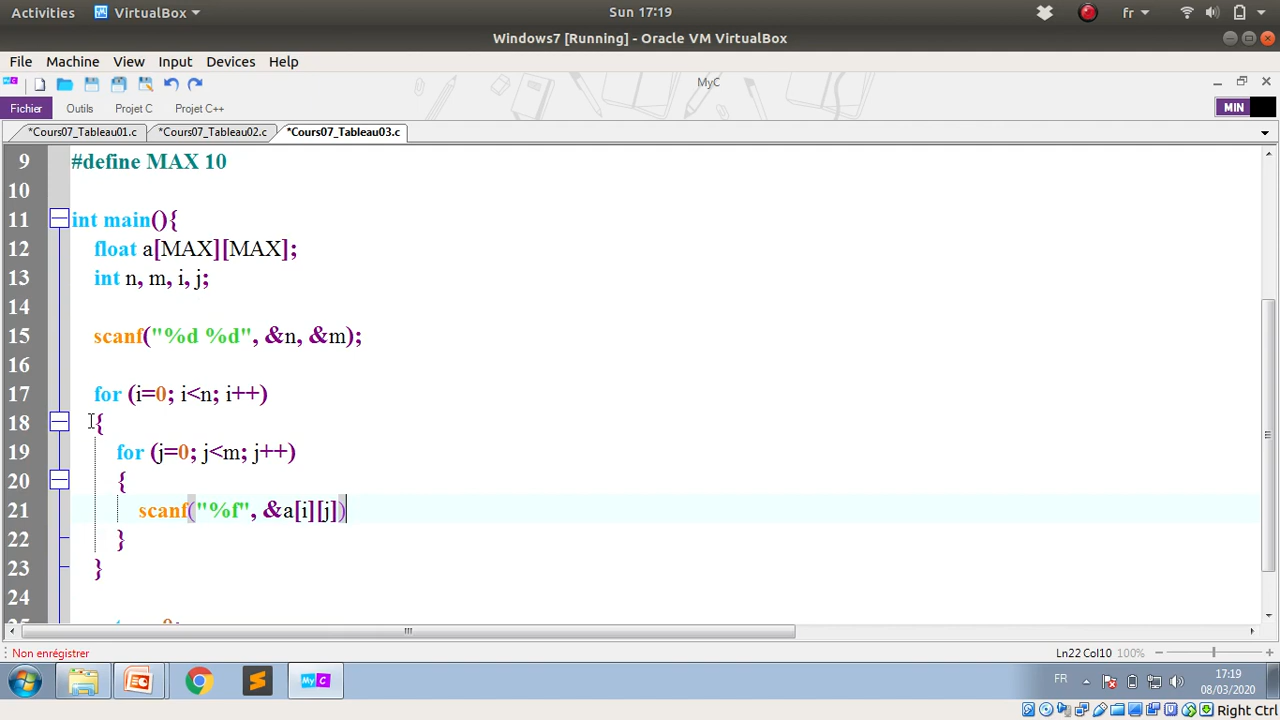 Activities VirtualBox Sun 17:19 fr
Windows7 [Running] - Oracle VM VirtualBox
File Machine View Input Devices Help
MyC
Fichier Outils Projet C Projet C++ MIN
*Cours07_Tableau01.c *Cours07_Tableau02.c *Cours07_Tableau03.c
9 #define MAX 10
10
11 int main(){
12 float a[MAX][MAX];
13 int n, m, i, j;
14
15 scanf("%d %d", &n, &m);
16
17 for (i=0; i<n; i++)
18 {
19 for (j=0; j<m; j++)
20 {
21 scanf("%f", &a[i][j])
22 }
23 }
24
Non enregístrer Ln22 Col10 100%
MyC FR 17:19
08/03/2020
Right Ctrl